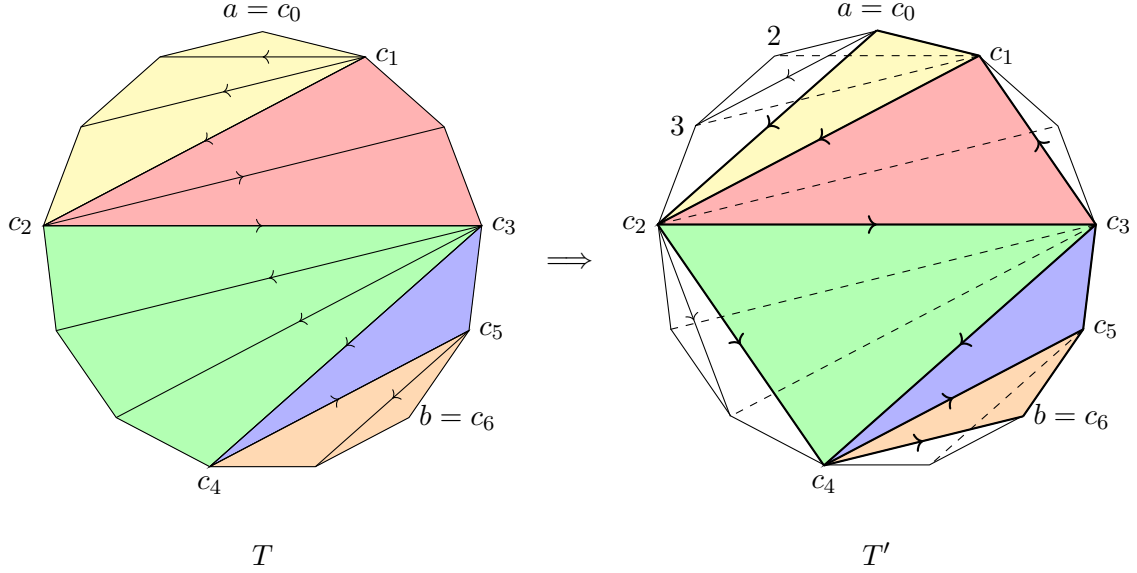 a = c₀
c₁
c₂
c₃
c₅
b = c₆
c₄
T
⟹
a = c₀
2
c₁
3
c₂
c₃
c₅
b = c₆
c₄
T′